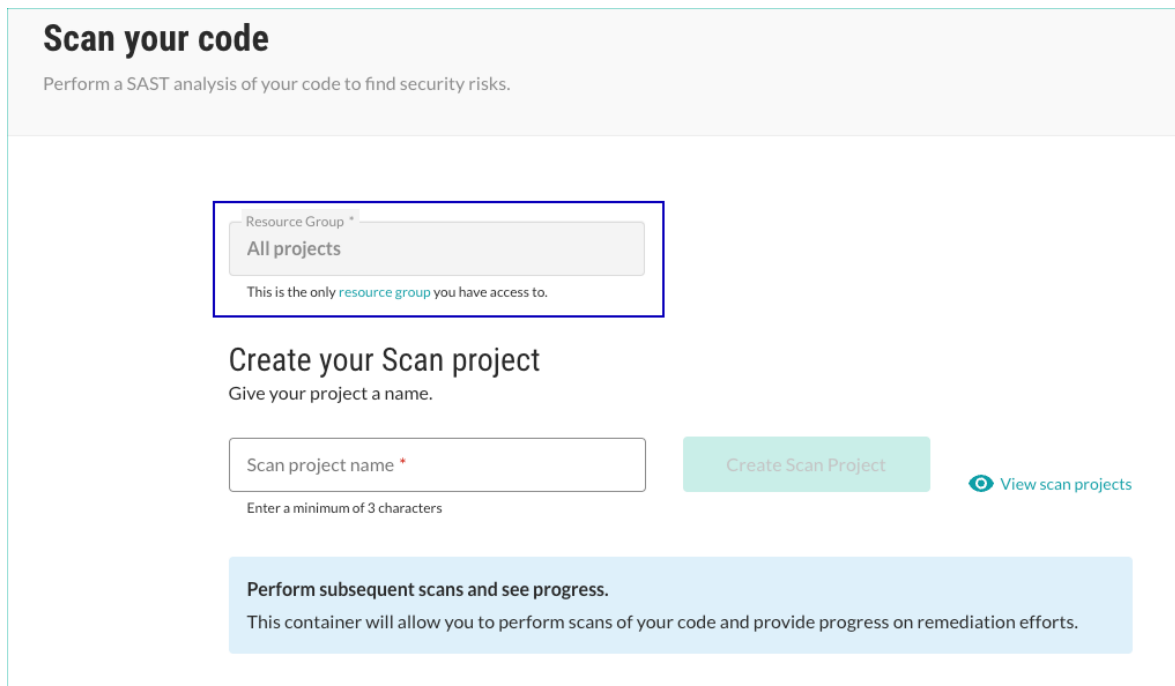 Scan your code
Perform a SAST analysis of your code to find security risks.
Resource Group *
All projects
This is the only resource group you have access to.
Create your Scan project
Give your project a name.
Scan project name *
Create Scan Project
View scan projects
Enter a minimum of 3 characters
Perform subsequent scans and see progress.
This container will allow you to perform scans of your code and provide progress on remediation efforts.